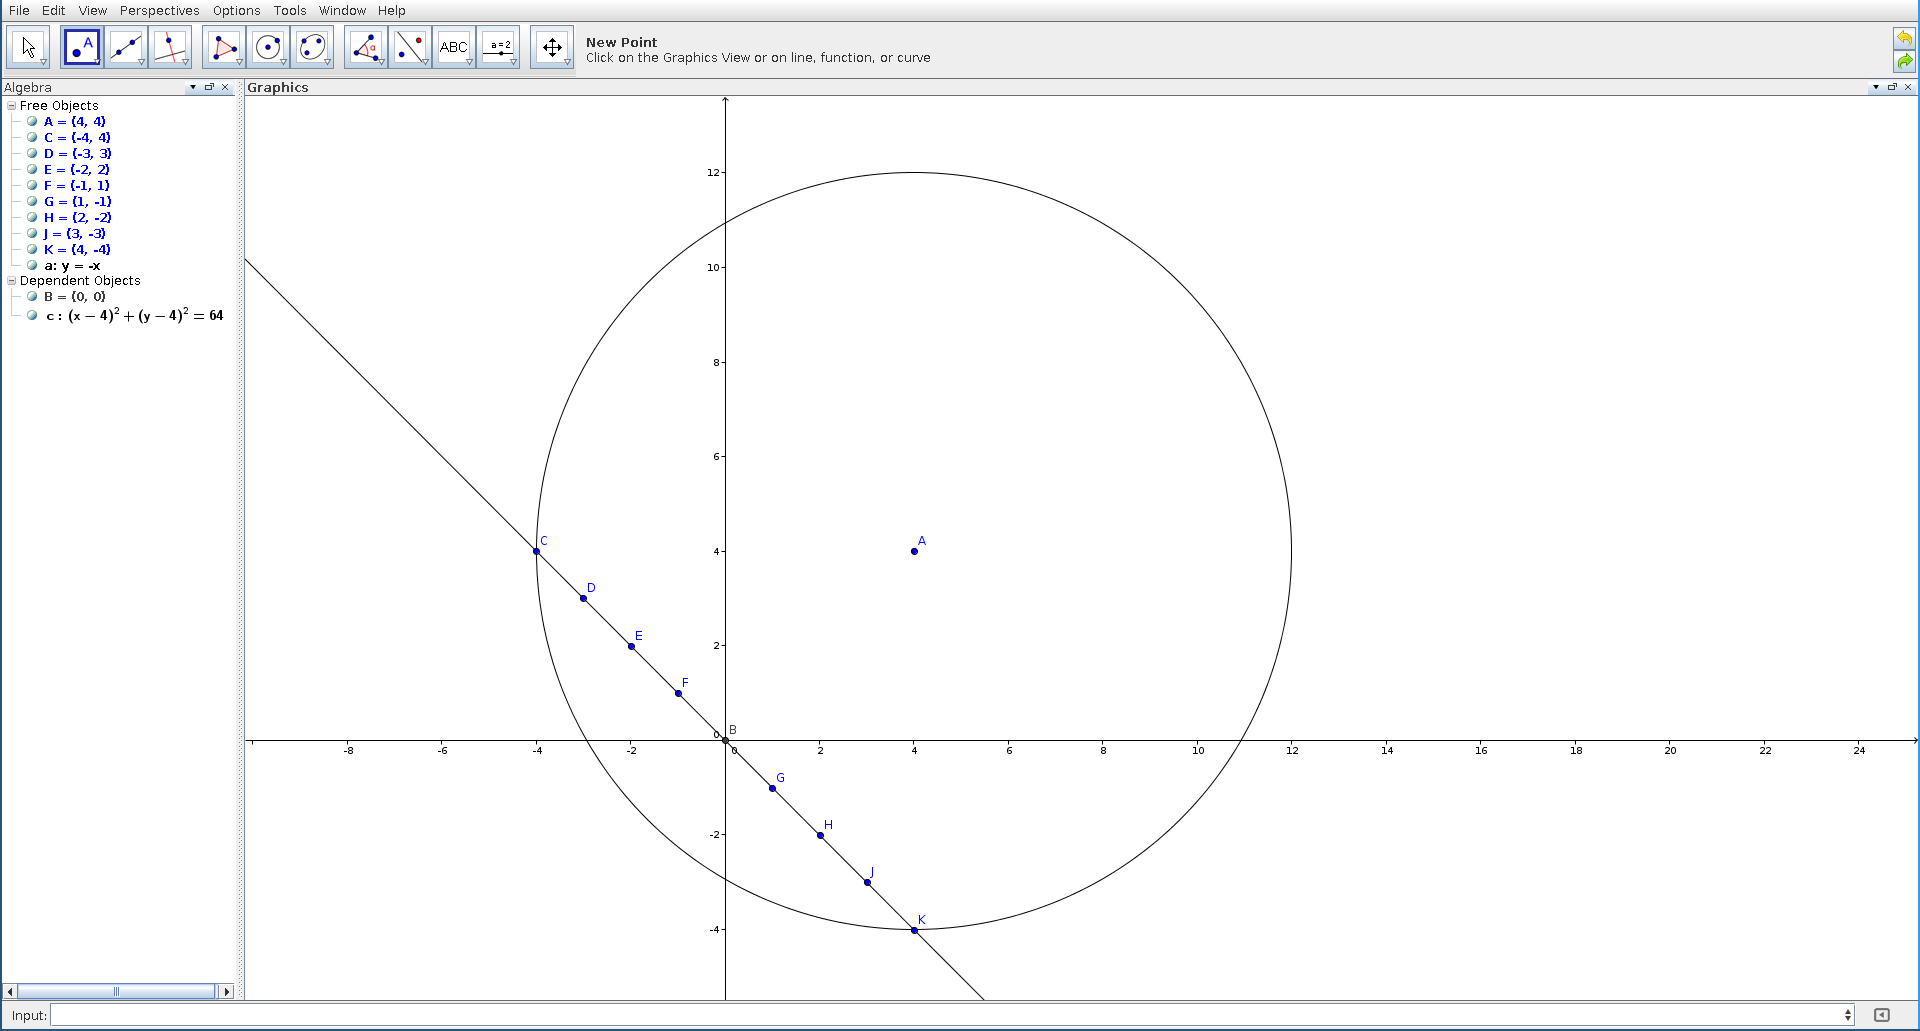 File Edit View Perspectives Options Tools Window Help
A
α
ABC
a=2
New Point
Click on the Graphics View or on line, function, or curve
Algebra
Graphics
Free Objects
A = (4, 4)
C = (-4, 4)
D = (-3, 3)
E = (-2, 2)
F = (-1, 1)
G = (1, -1)
H = (2, -2)
J = (3, -3)
K = (4, -4)
a: y = -x
Dependent Objects
B = (0, 0)
c : (x − 4)² + (y − 4)² = 64
12
10
8
6
C
4
A
D
E
2
F
B
0
-8 -6 -4 -2 0 2 4 6 8 10 12 14 16 18 20 22 24
G
H
-2
J
K
-4
Input: